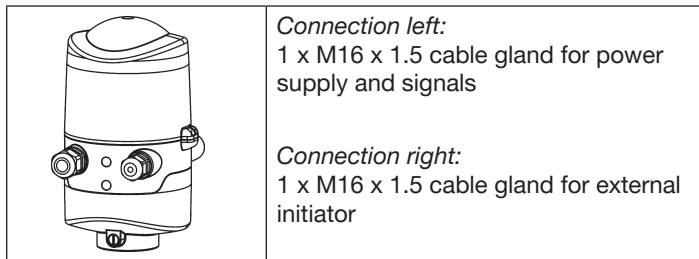 Connection left:
1 x M16 x 1.5 cable gland for power
supply and signals
Connection right:
1 x M16 x 1.5 cable gland for external
initiator